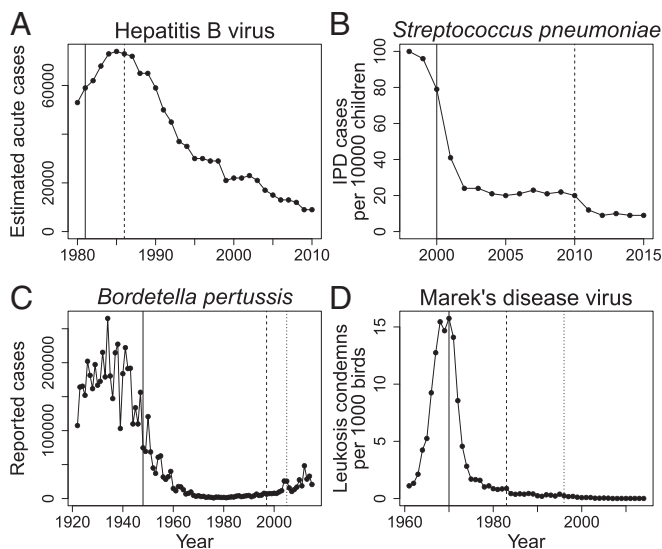 A
Hepatitis B virus
Estimated acute cases
0
20000
60000
1980
1990
2000
2010
B
Streptococcus pneumoniae
IPD cases
per 10000 children
0
20
40
60
80
100
2000
2005
2010
2015
C
Bordetella pertussis
Reported cases
0
100000
200000
1920
1940
1960
1980
2000
Year
D
Marek's disease virus
Leukosis condemns
per 1000 birds
0
5
10
15
1960
1980
2000
Year